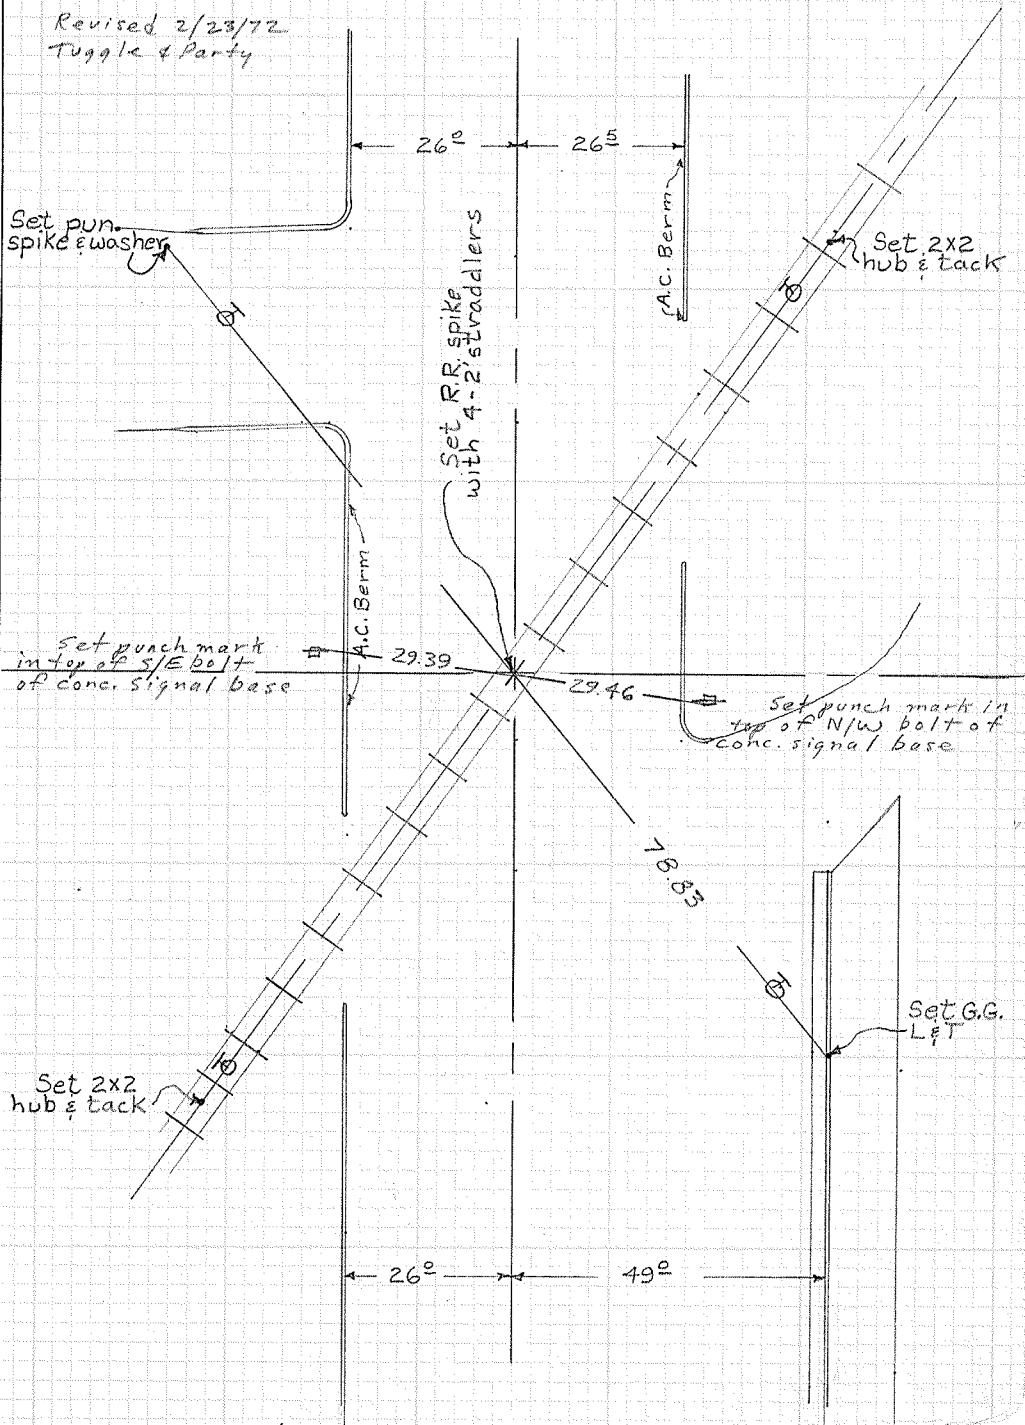 Revised 2/23/72
Tuggle & Party
26⁰
26⁵
A.C. Berm
Set pun.
spike & washer
Set 2x2
hub & tack
Set R.R. spike
with 4-2' straddlers
A.C. Berm
Set punch mark
in top of S/E bolt
of conc. signal base
29.39
29.46
Set punch mark in
top of N/W bolt of
conc. signal base
78.83
Set G.G.
L&T
Set 2x2
hub & tack
26⁰
49⁰